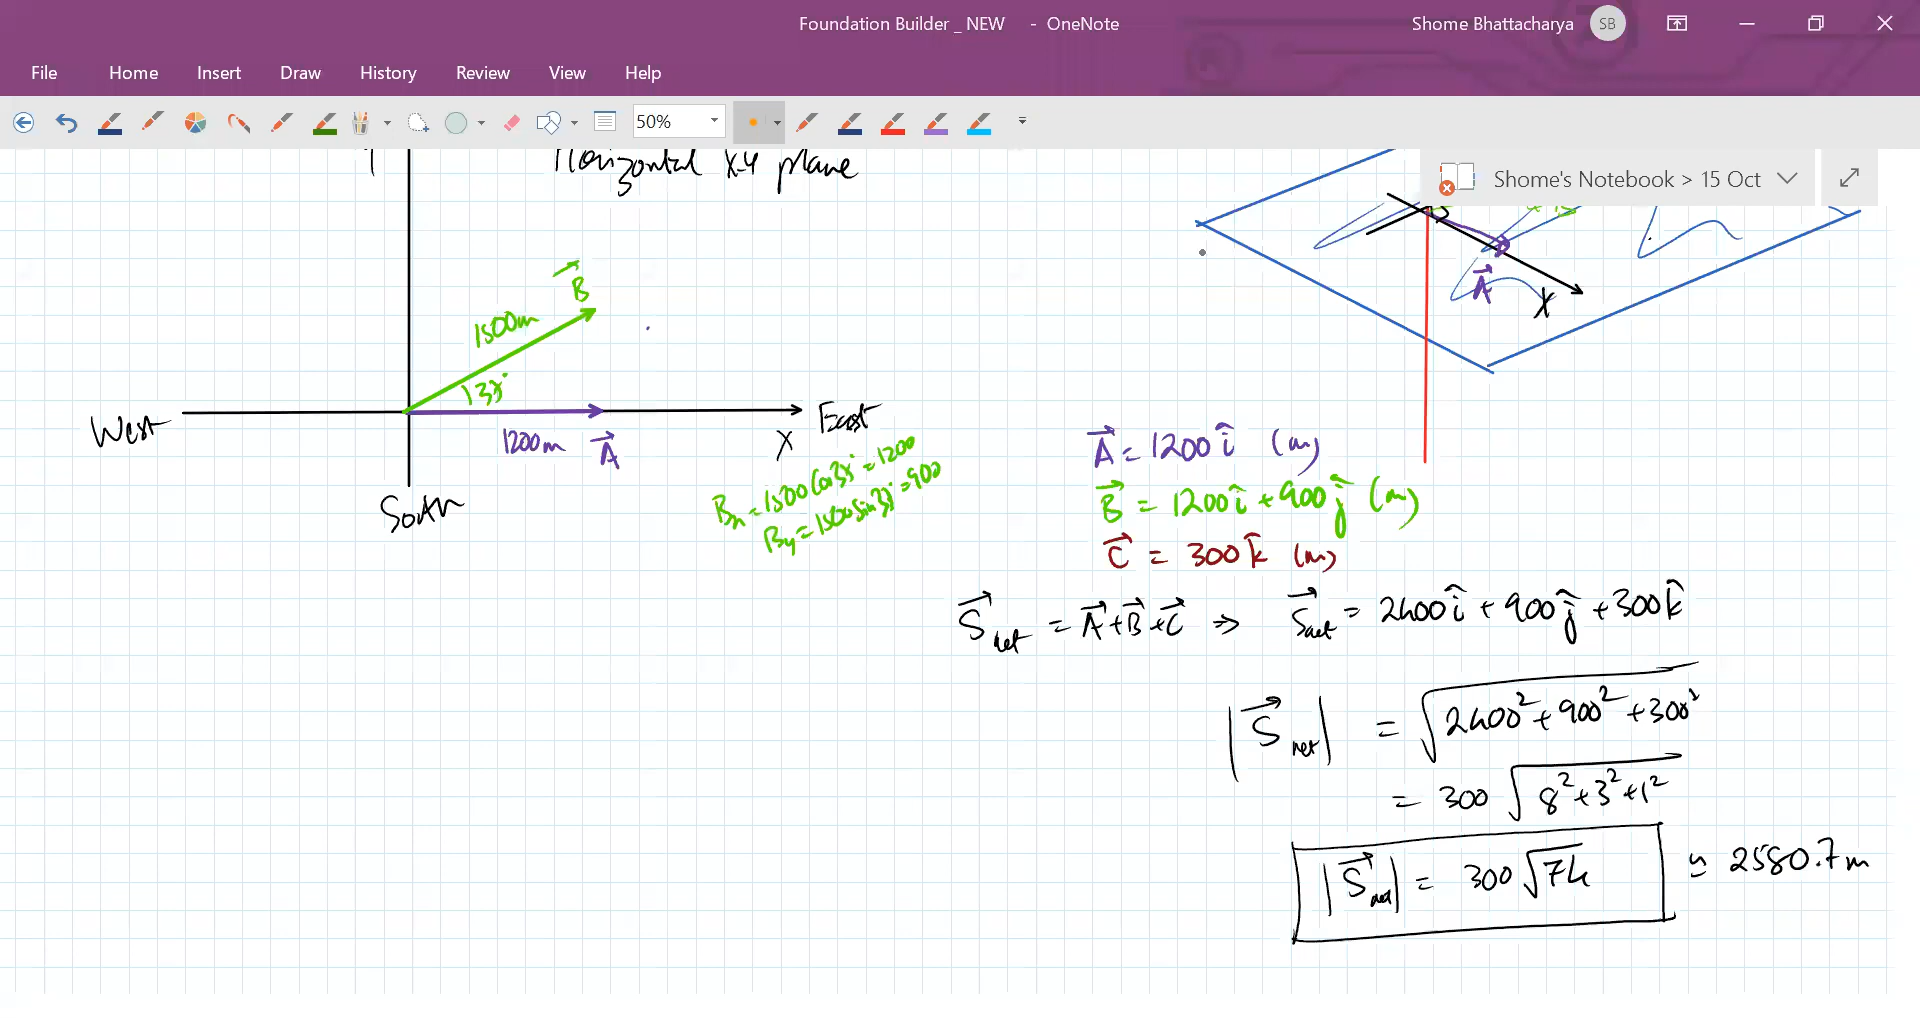 Foundation Builder _ NEW - OneNote
Shome Bhattacharya SB
File Home Insert Draw History Review View Help
50%
Shome's Notebook > 15 Oct
Horizontal X-Y plane
B⃗
1500m
37°
West
East
X
1200m A⃗
South
Bx = 1500 Cos37° = 1200
By = 1500 sin37° = 900
A⃗
X
A⃗ = 1200 î (m)
B⃗ = 1200 î + 900 ĵ (m)
C⃗ = 300 k̂ (m)
S⃗net = A⃗+B⃗+C⃗ ⇒ S⃗net = 2400 î + 900 ĵ + 300 k̂
|S⃗net| = √(2400² + 900² + 300²)
= 300 √(8² + 3² + 1²)
|S⃗net| = 300 √74 ≃ 2580.7 m